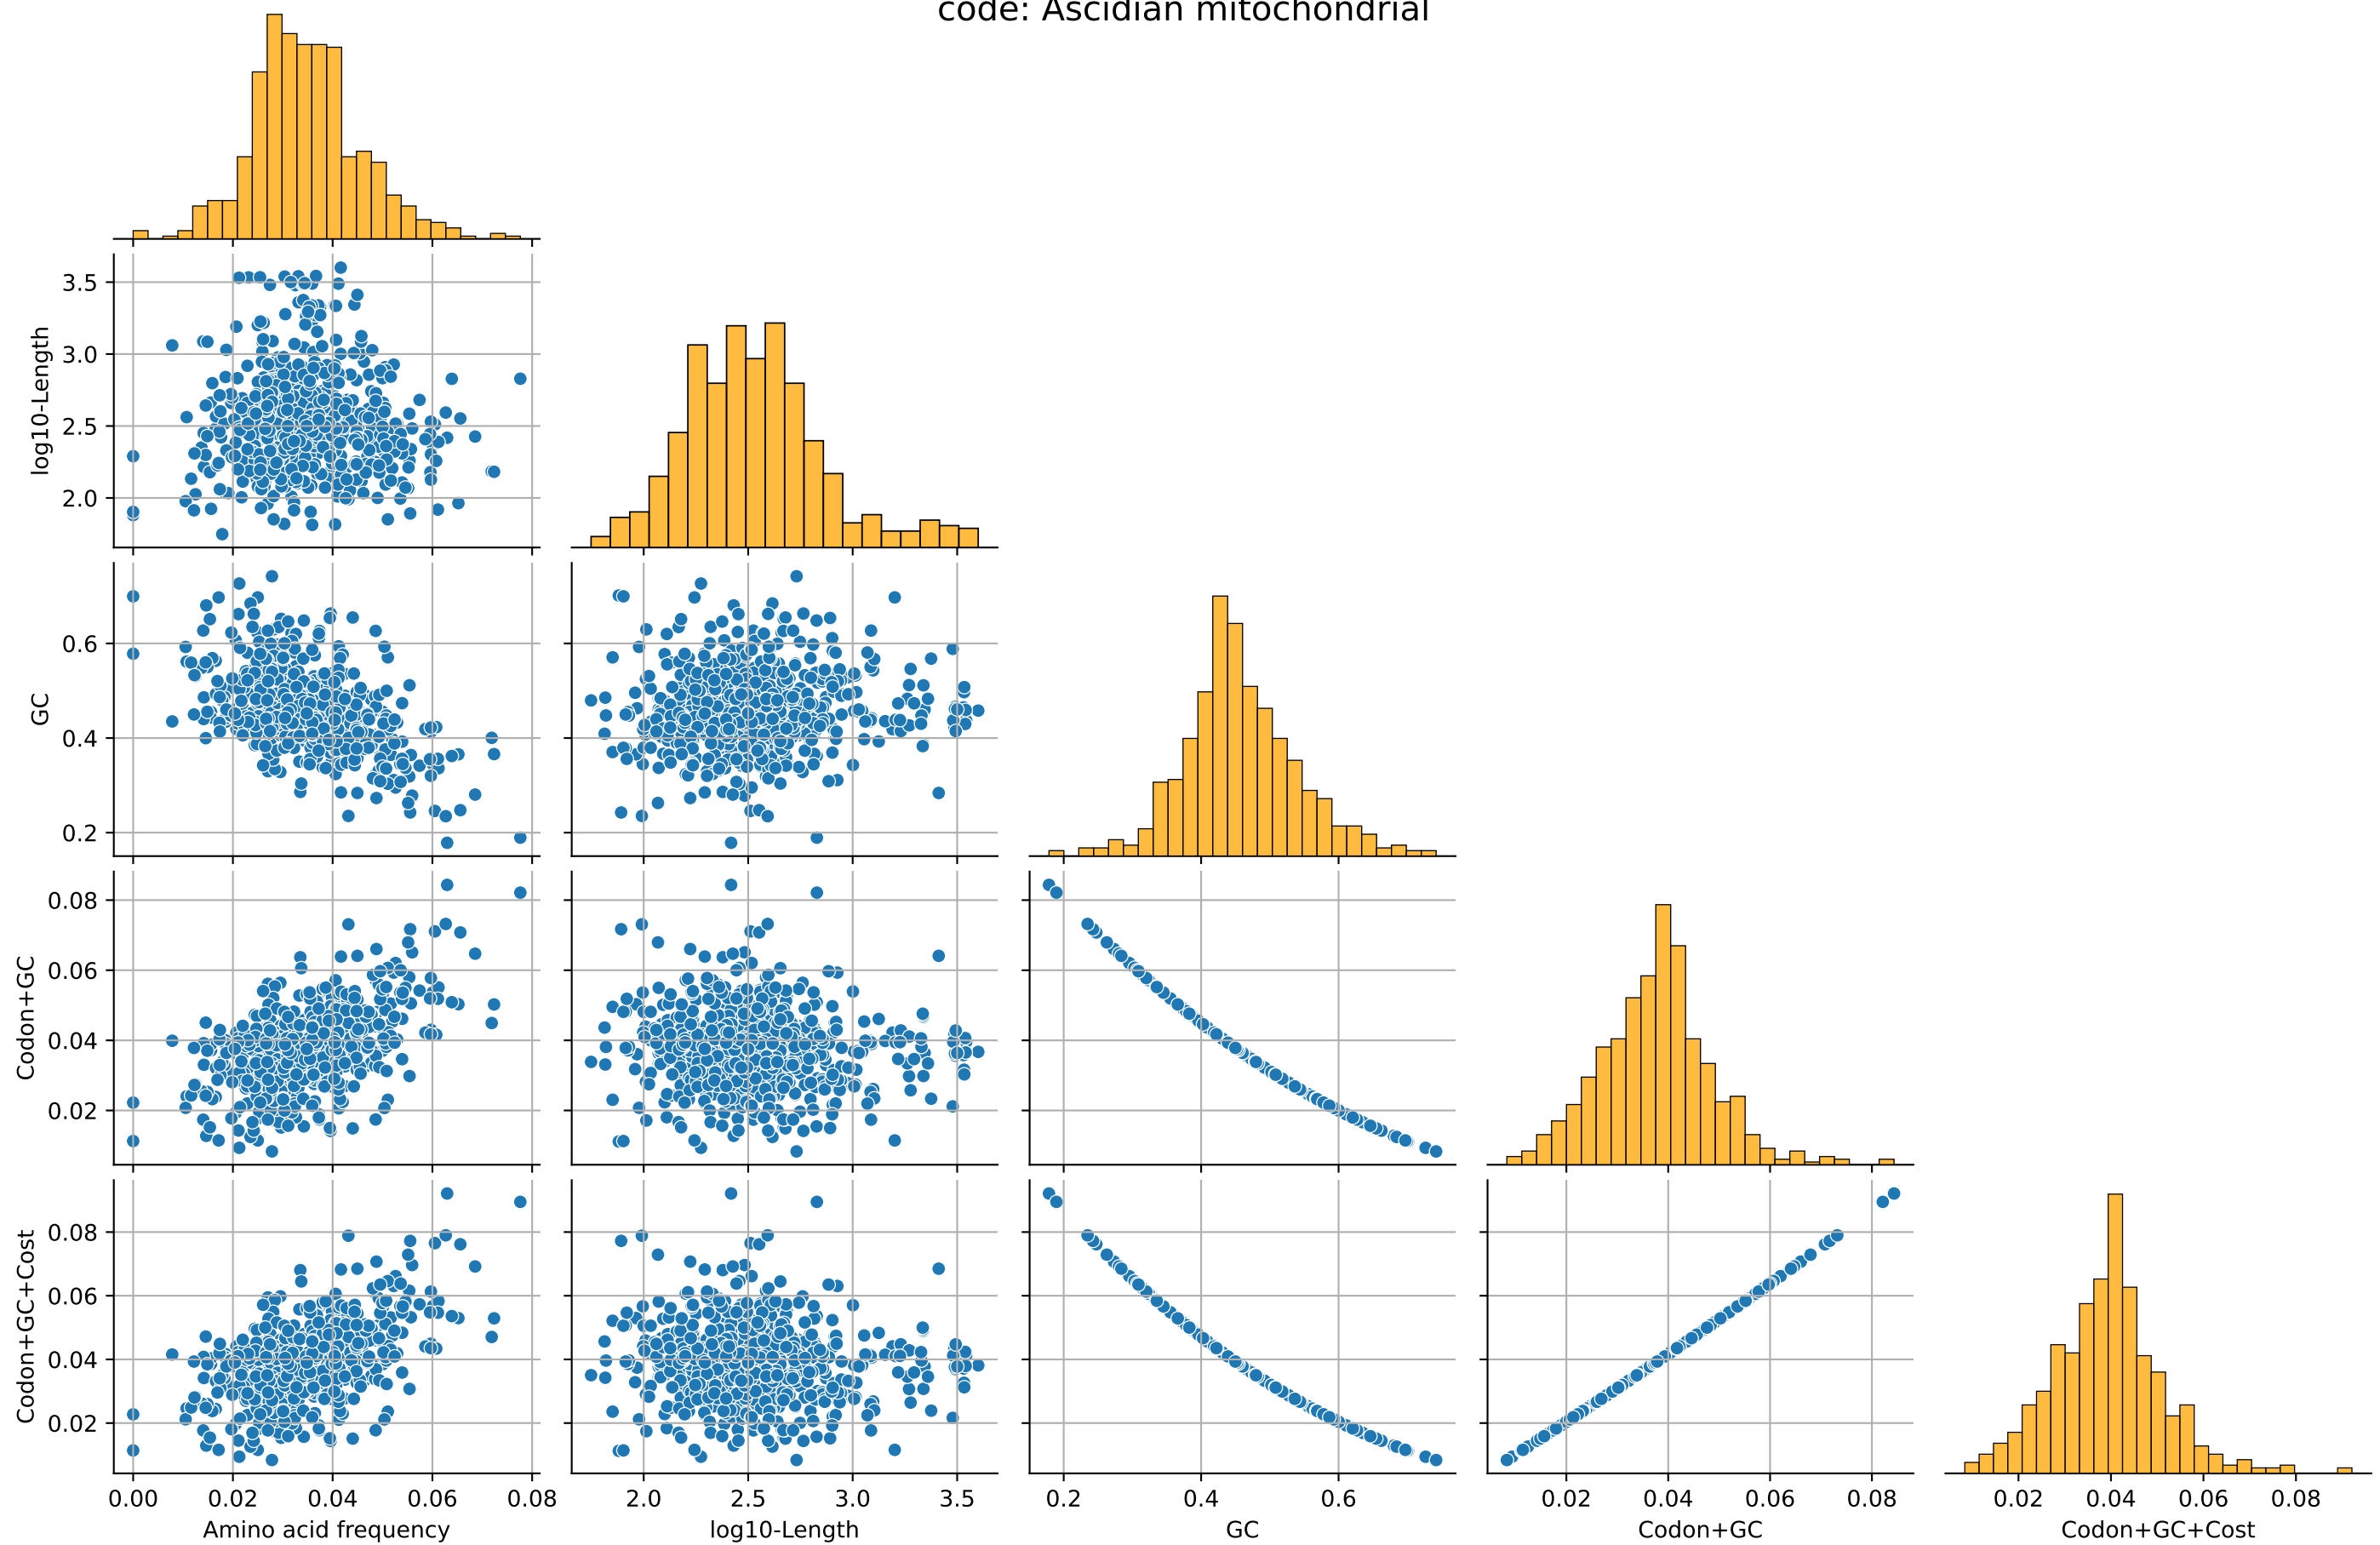 code: Ascidian mitochondrial
3.5
3.0
2.5
2.0
log10-Length
0.6
0.4
0.2
GC
0.08
0.06
0.04
0.02
Codon+GC
0.08
0.06
0.04
0.02
Codon+GC+Cost
0.00 0.02 0.04 0.06 0.08 2.0 2.5 3.0 3.5 0.2 0.4 0.6 0.02 0.04 0.06 0.08 0.02 0.04 0.06 0.08
Amino acid frequency log10-Length GC Codon+GC Codon+GC+Cost